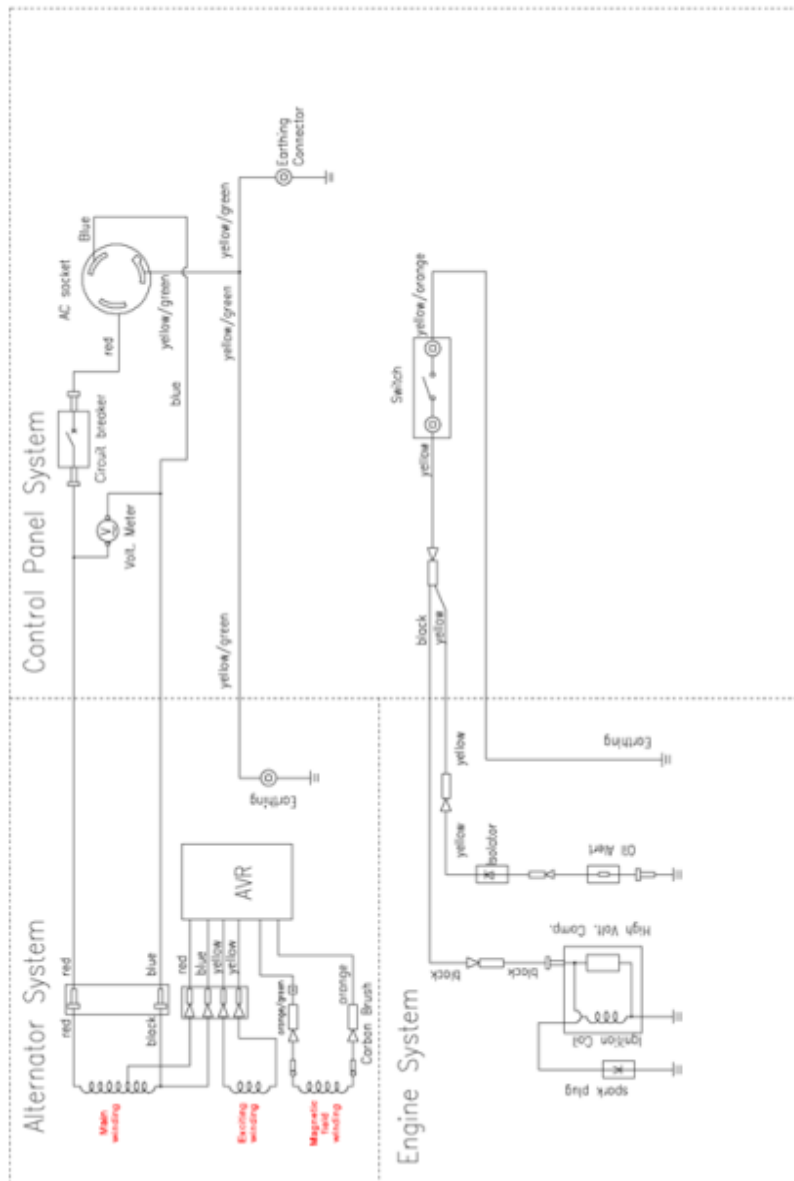 Control Panel System
AC socket
Blue
red
yellow/green
blue
Circuit breaker
V
Volt. Meter
Earthing
Connector
yellow/green
yellow/green
yellow/green
Earthing
Switch
yellow/orange
yellow
black
yellow
Alternator System
red
red
blue
black
Main
winding
Exciting
winding
Magnetic
field
winding
AVR
red
blue
yellow
yellow
orange/green
orange
Carbon Brush
Engine System
yellow
yellow
Isolator
Oil Alert
Earthing
black
black
High Volt. Comp.
Ignition Coil
spark plug